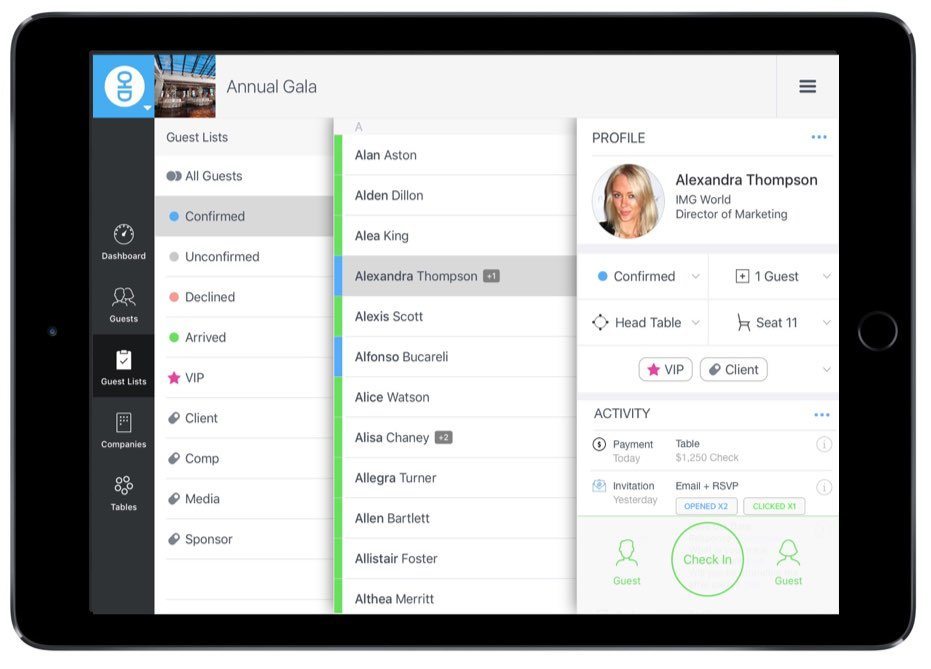 CHD
Annual Gala
Dashboard
Guests
Guest Lists
Companies
Tables
Guest Lists
All Guests
Confirmed
Unconfirmed
Declined
Arrived
VIP
Client
Comp
Media
Sponsor
A
Alan Aston
Alden Dillon
Alea King
Alexandra Thompson +1
Alexis Scott
Alfonso Bucareli
Alice Watson
Alisa Chaney +2
Allegra Turner
Allen Bartlett
Allistair Foster
Althea Merritt
PROFILE
Alexandra Thompson
IMG World
Director of Marketing
Confirmed
1 Guest
Head Table
Seat 11
VIP
Client
ACTIVITY
$ Payment Table
Today $1,250 Check
Invitation Email + RSVP
Yesterday
OPENED X2 CLICKED X1
Check In
Guest
Guest